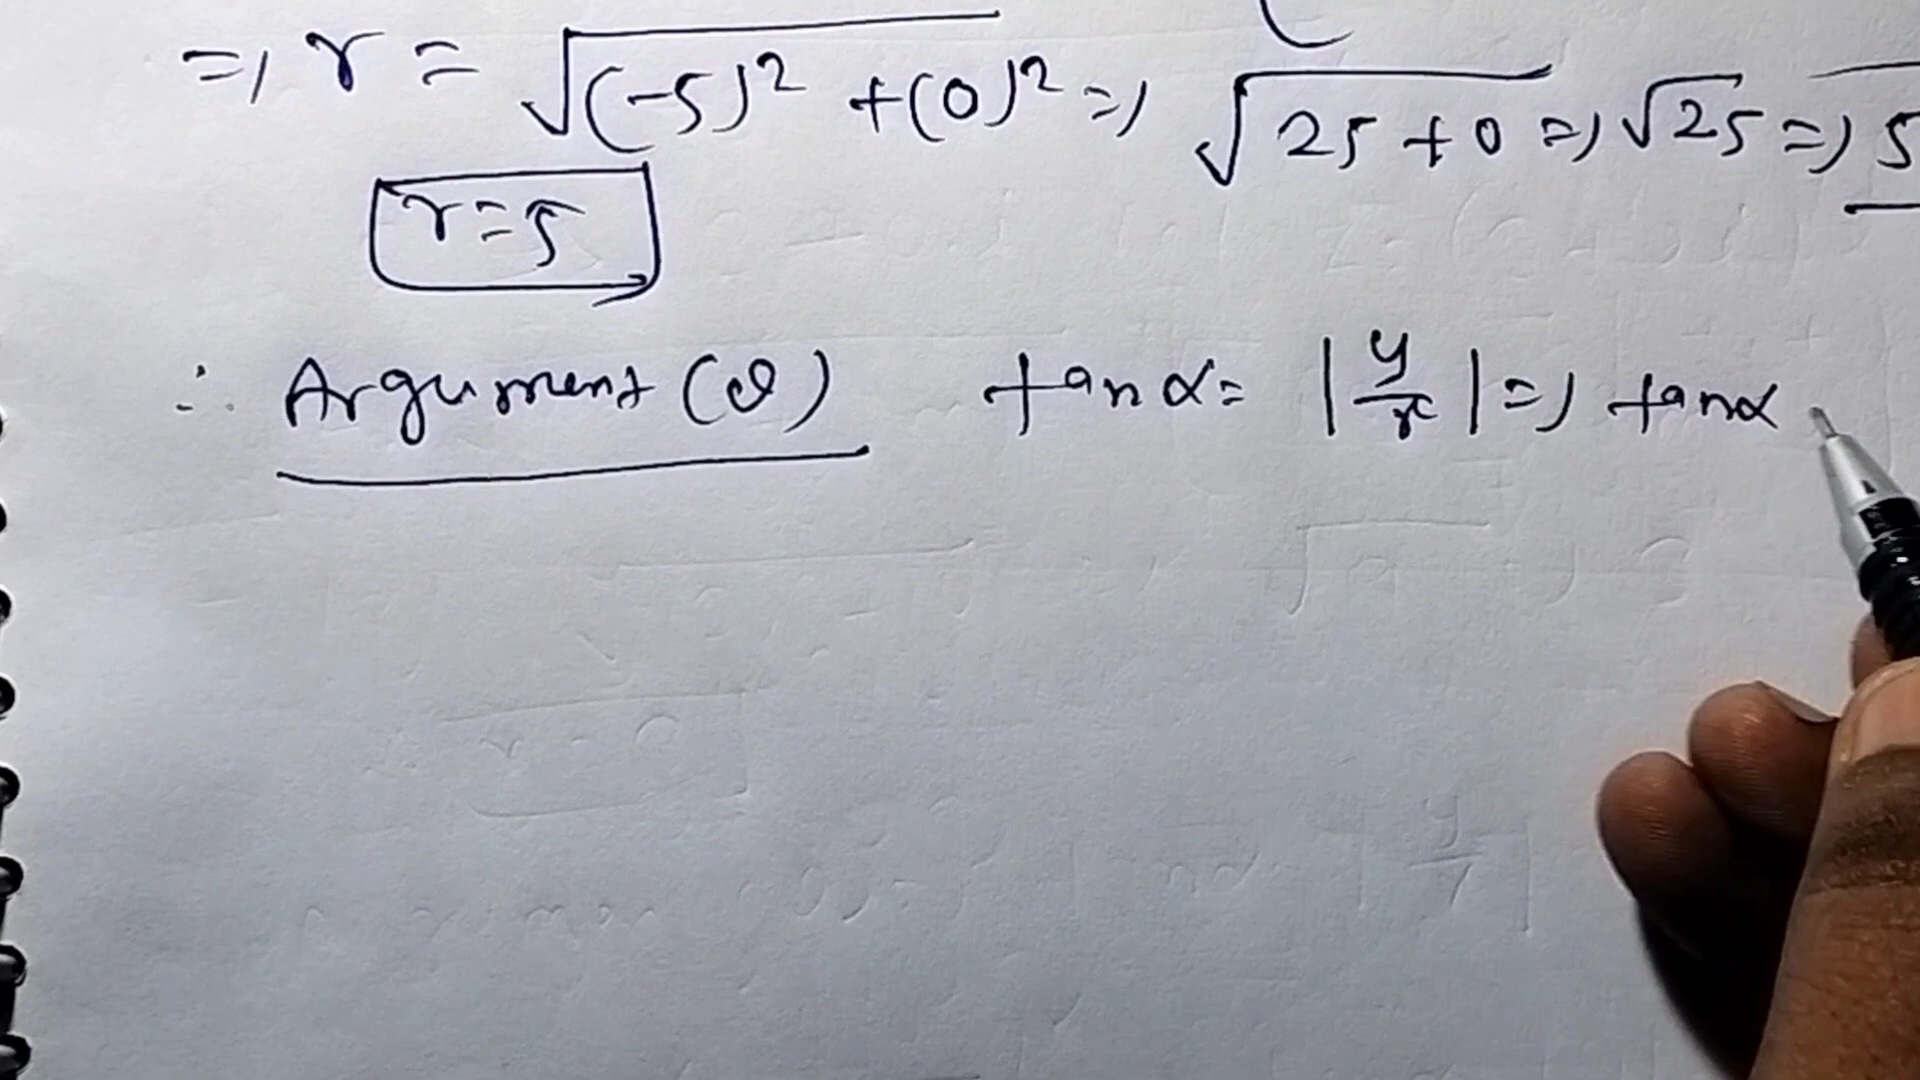 =) r = √(-5)² + (0)² =) √25 + 0 =) √25 =) 5
r = 5
∴ Argument (θ) tan α = |y/x| =) tan α